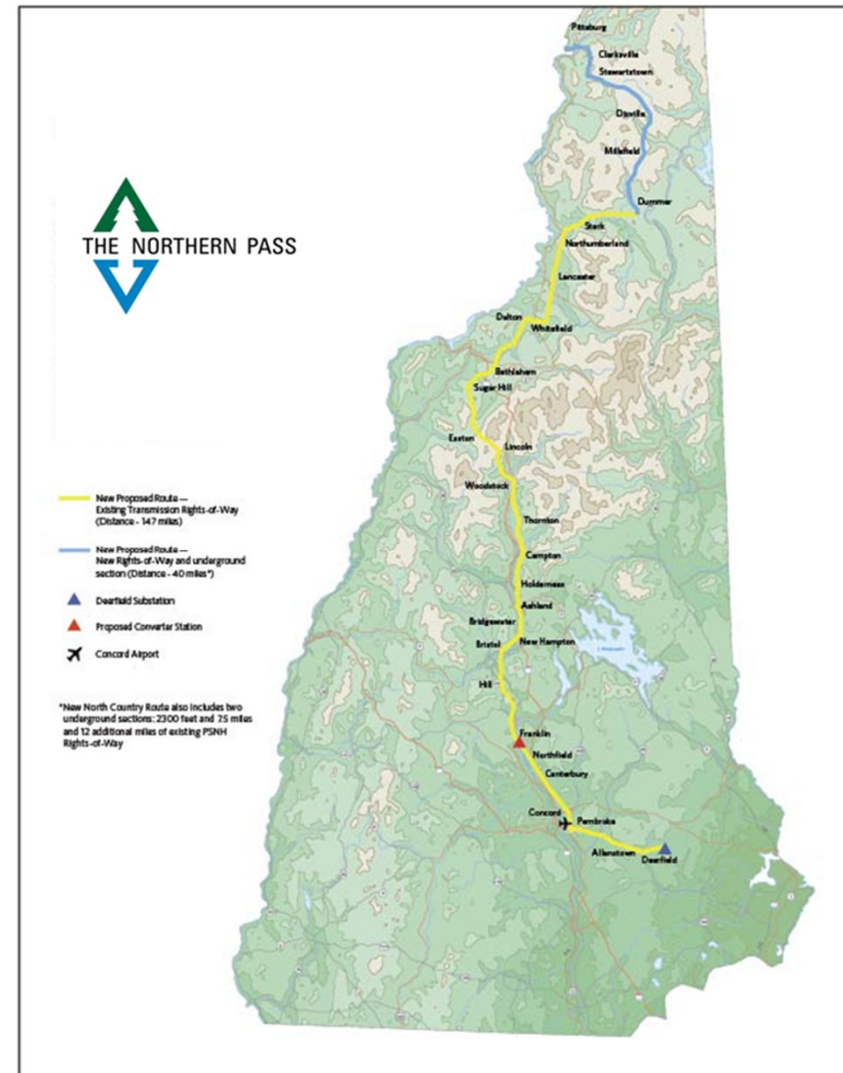 Pittsburg
Clarksville
Stewartstown
Dixville
Millsfield
Dummer
Stark
Northumberland
Lancaster
Dalton
Whitefield
Bethlehem
Sugar Hill
Easton
Lincoln
Woodstock
Thornton
Campton
Holderness
Ashland
Bridgewater
New Hampton
Bristol
Hill
Franklin
Northfield
Canterbury
Concord
Pembroke
Allenstown
Deerfield
THE NORTHERN PASS
New Proposed Route —
Existing Transmission Rights-of-Way
(Distance - 147 miles)
New Proposed Route —
New Rights-of-Way and underground
section (Distance - 40 miles*)
Deerfield Substation
Proposed Converter Station
Concord Airport
*New North Country Route also includes two
underground sections: 2300 feet and 7.5 miles
and 12 additional miles of existing PSNH
Rights-of-Way